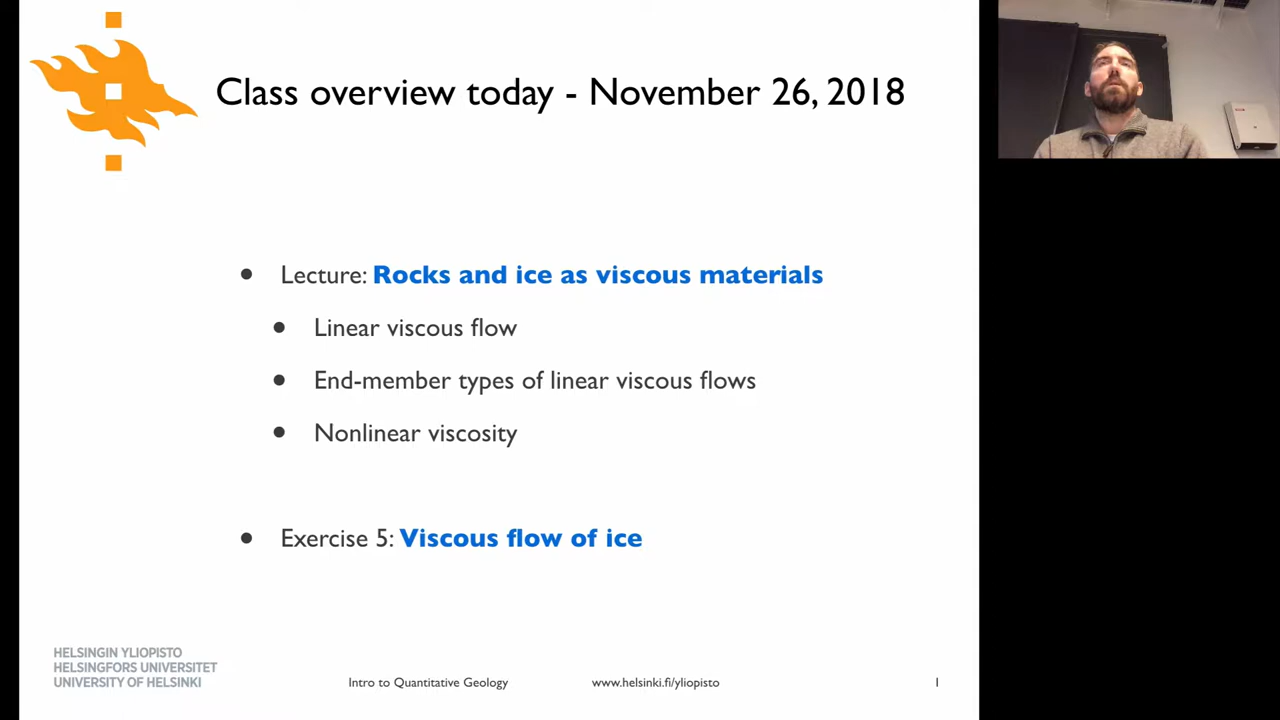 Class overview today - November 26, 2018
• Lecture: Rocks and ice as viscous materials
• Linear viscous flow
• End-member types of linear viscous flows
• Nonlinear viscosity
• Exercise 5: Viscous flow of ice
HELSINGIN YLIOPISTO
HELSINGFORS UNIVERSITET
UNIVERSITY OF HELSINKI
Intro to Quantitative Geology
www.helsinki.fi/yliopisto
1